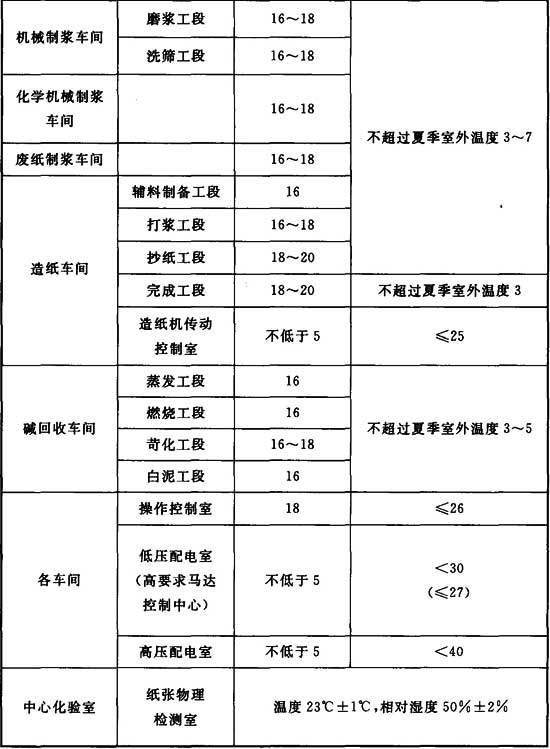 机械制浆车间
磨浆工段
16～18
不超过夏季室外温度 3～7
洗筛工段
16～18
化学机械制浆
车间
16～18
废纸制浆车间
16～18
造纸车间
辅料制备工段
16
打浆工段
16～18
抄纸工段
18～20
完成工段
18～20
不超过夏季室外温度 3
造纸机传动
控制室
不低于 5
≤25
碱回收车间
蒸发工段
16
不超过夏季室外温度 3～5
燃烧工段
16
苛化工段
16～18
白泥工段
16
各车间
操作控制室
18
≤26
低压配电室
（高要求马达
控制中心）
不低于 5
＜30
（≤27）
高压配电室
不低于 5
＜40
中心化验室
纸张物理
检测室
温度 23℃±1℃，相对湿度 50％±2％